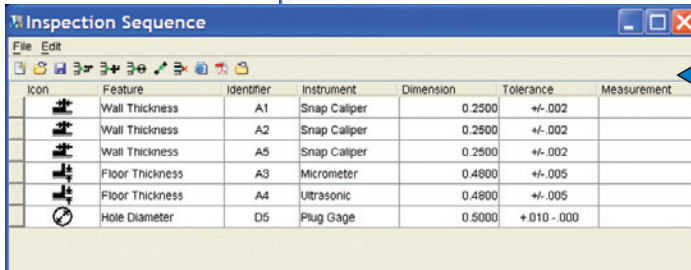 Inspection Sequence
File Edit
Icon Feature Identifier Instrument Dimension Tolerance Measurement
Wall Thickness A1 Snap Caliper 0.2500 +/-.002
Wall Thickness A2 Snap Caliper 0.2500 +/-.002
Wall Thickness A5 Snap Caliper 0.2500 +/-.002
Floor Thickness A3 Micrometer 0.4800 +/-.005
Floor Thickness A4 Ultrasonic 0.4800 +/-.005
Hole Diameter D5 Plug Gage 0.5000 +.010 -.000